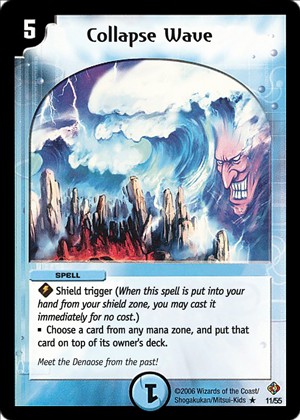 5
Collapse Wave
SPELL
Shield trigger (When this spell is put into your
hand from your shield zone, you may cast it
immediately for no cost.)
▪ Choose a card from any mana zone, and put that
card on top of its owner's deck.
Meet the Denaose from the past!
1
©2006 Wizards of the Coast/
Shogakukan/Mitsui-Kids ★ 11/55